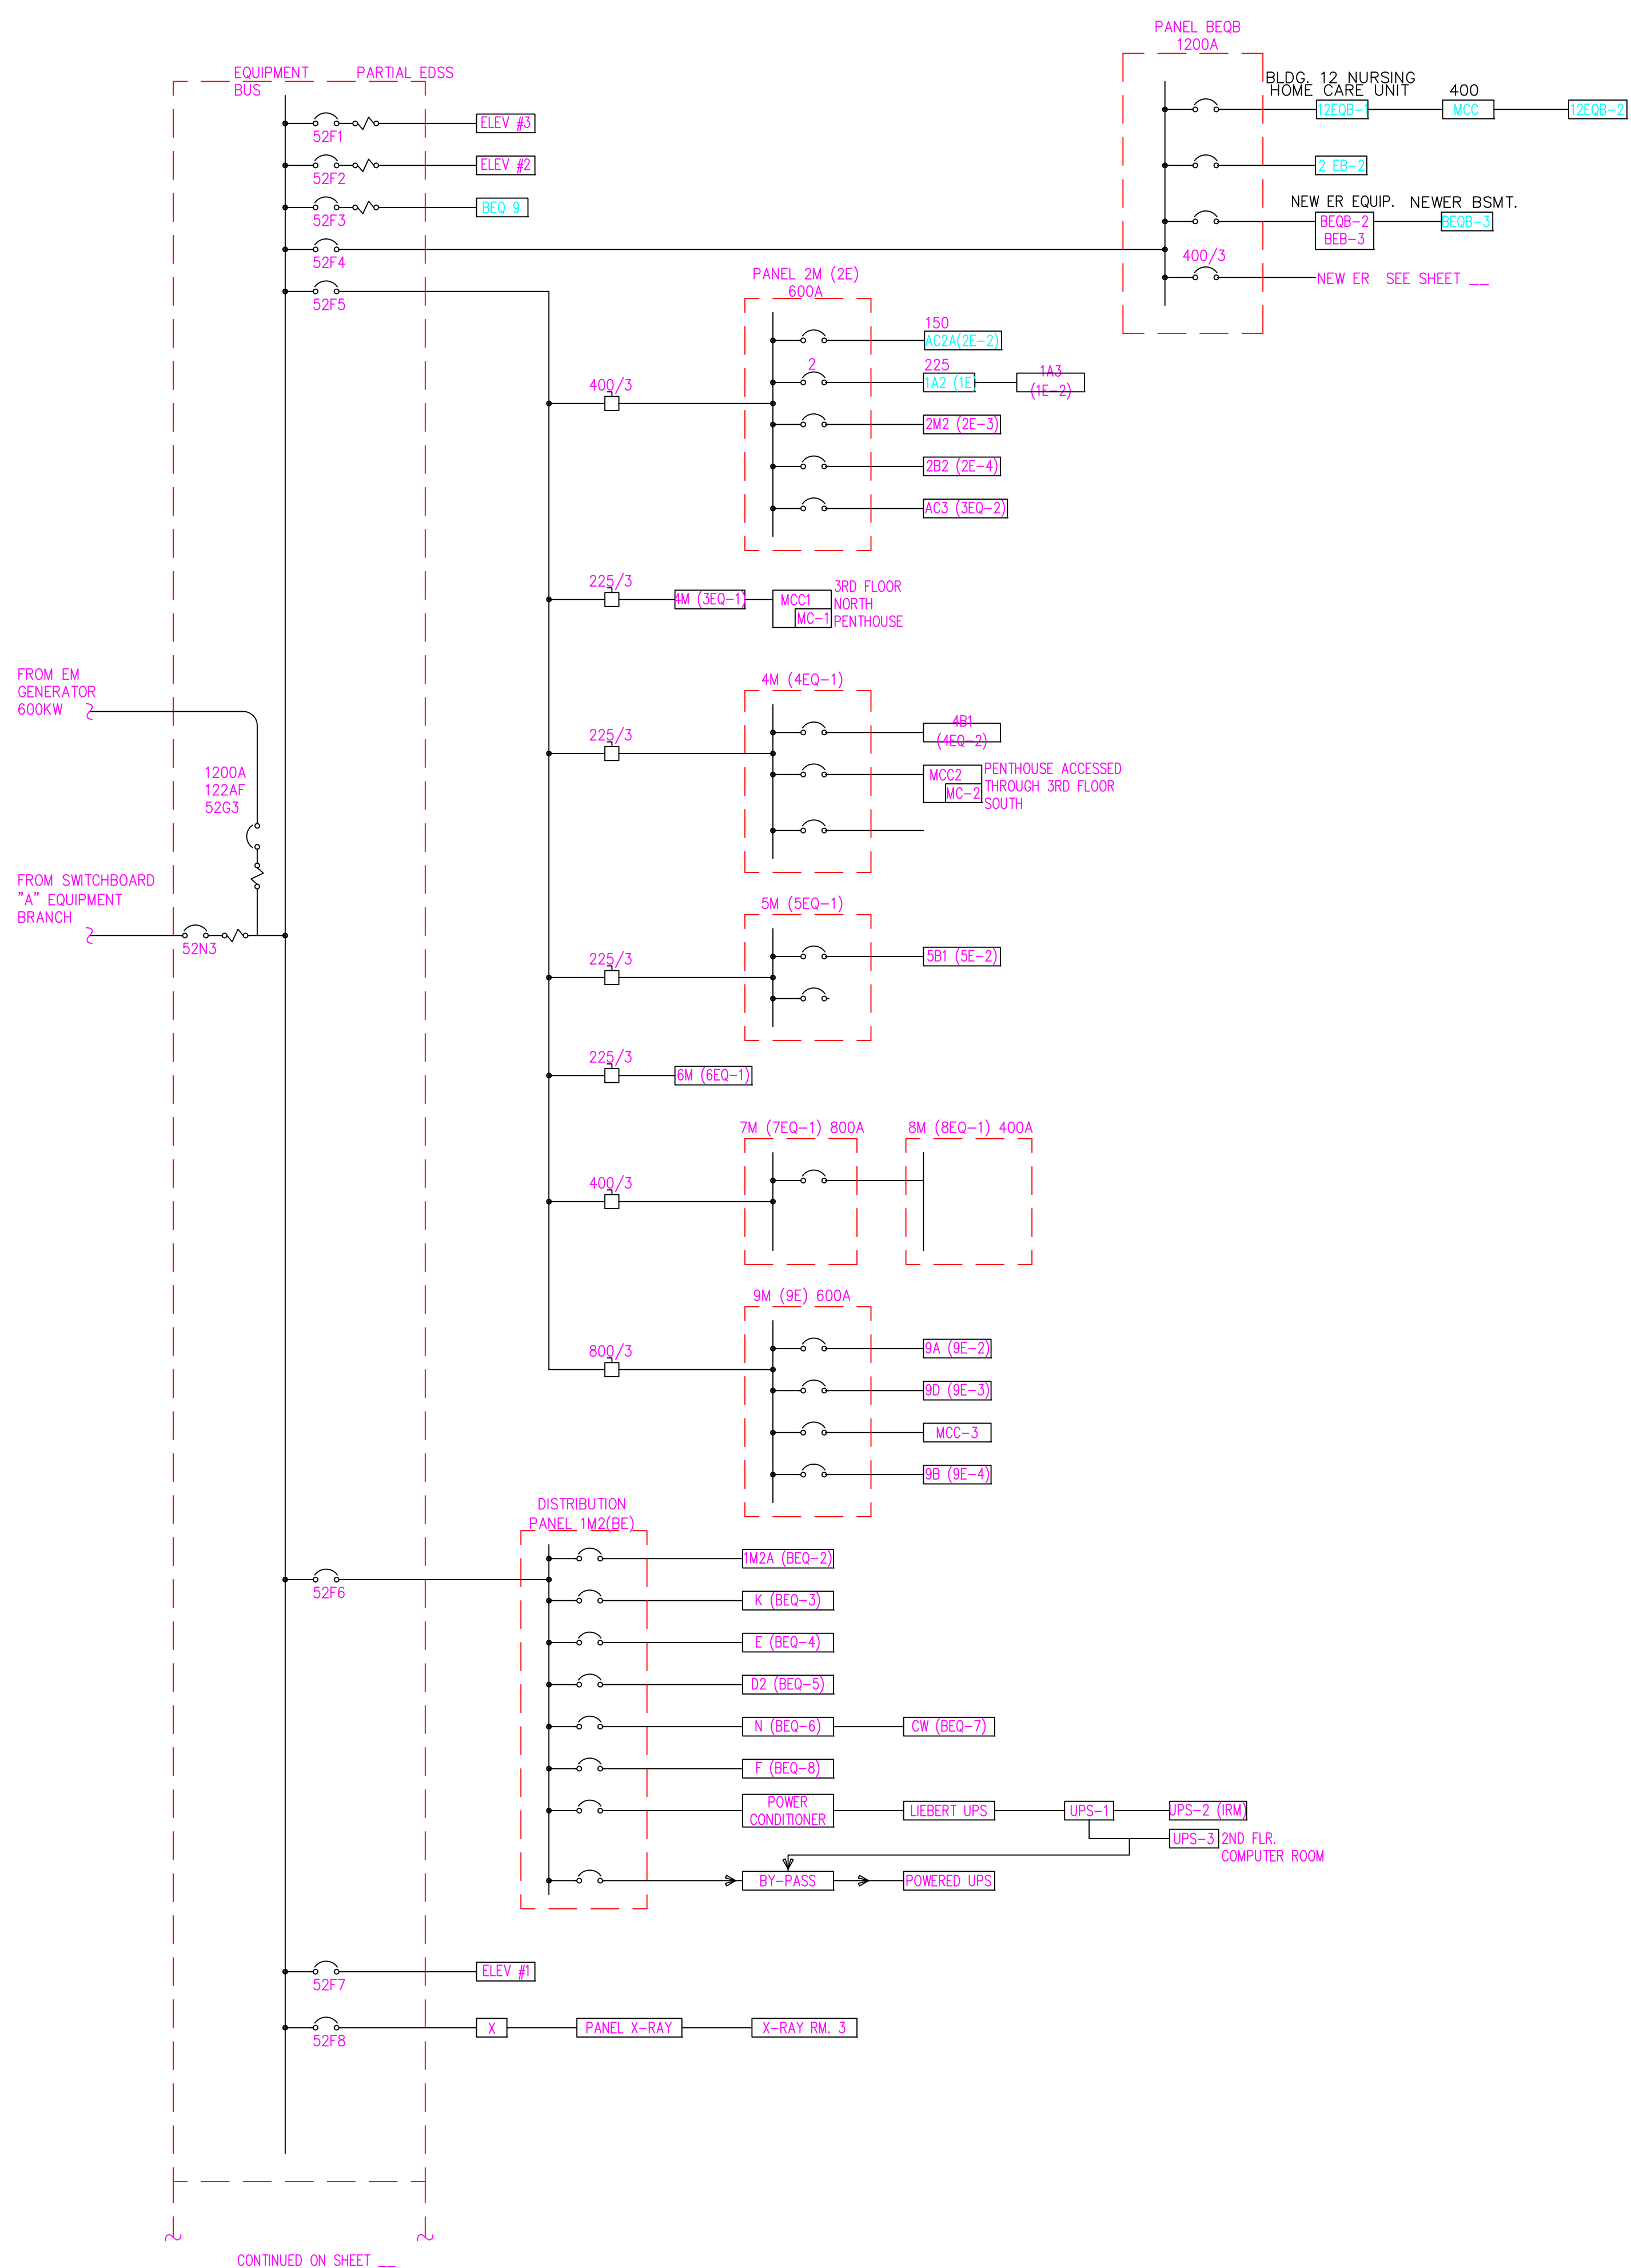 PANEL BEQB
1200A
EQUIPMENT
BUS
PARTIAL EDSS
BLDG. 12 NURSING
HOME CARE UNIT
400
12EQB-1
MCC
12EQB-2
52F1
ELEV #3
52F2
ELEV #2
2 EB-2
52F3
BEQ 9
NEW ER EQUIP.
NEWER BSMT.
BEQB-2
BEB-3
BEQB-3
52F4
400/3
NEW ER SEE SHEET __
52F5
PANEL 2M (2E)
600A
150
AC2A(2E-2)
400/3
2
225
1A2 (1E)
1A3
(1E-2)
2M2 (2E-3)
2B2 (2E-4)
AC3 (3EQ-2)
225/3
4M (3EQ-1)
MCC1
MC-1
3RD FLOOR
NORTH
PENTHOUSE
FROM EM
GENERATOR
600KW
4M (4EQ-1)
225/3
4B1
(4EQ-2)
MCC2
MC-2
PENTHOUSE ACCESSED
THROUGH 3RD FLOOR
SOUTH
1200A
122AF
52G3
FROM SWITCHBOARD
"A" EQUIPMENT
BRANCH
52N3
5M (5EQ-1)
225/3
5B1 (5E-2)
225/3
6M (6EQ-1)
7M (7EQ-1) 800A
8M (8EQ-1) 400A
400/3
9M (9E) 600A
800/3
9A (9E-2)
9D (9E-3)
MCC-3
9B (9E-4)
DISTRIBUTION
PANEL 1M2(BE)
52F6
1M2A (BEQ-2)
K (BEQ-3)
E (BEQ-4)
D2 (BEQ-5)
N (BEQ-6)
CW (BEQ-7)
F (BEQ-8)
POWER
CONDITIONER
LIEBERT UPS
UPS-1
UPS-2 (IRM)
UPS-3
2ND FLR.
COMPUTER ROOM
BY-PASS
POWERED UPS
52F7
ELEV #1
52F8
X
PANEL X-RAY
X-RAY RM. 3
CONTINUED ON SHEET __